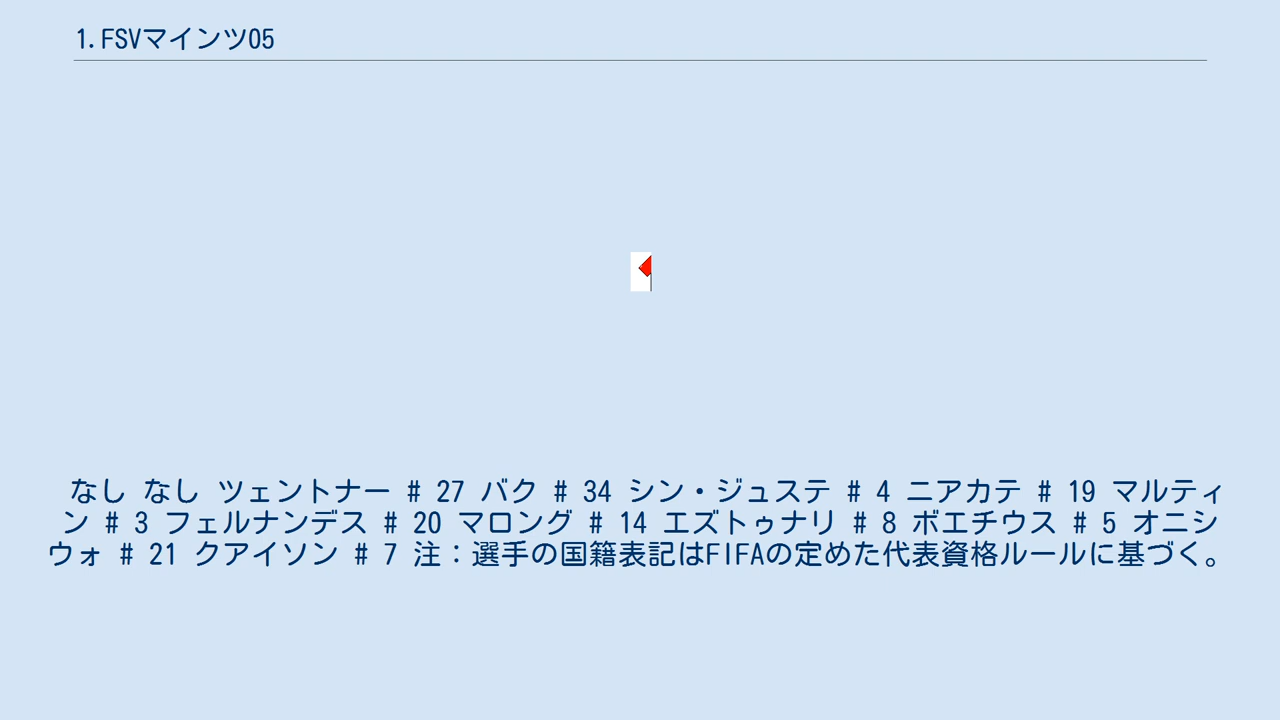 1.FSVマインツ05
なし なし ツェントナー # 27 バク # 34 シン・ジュステ # 4 ニアカテ # 19 マルティ
ン # 3 フェルナンデス # 20 マロング # 14 エズトゥナリ # 8 ボエチウス # 5 オニシ
ウォ # 21 クアイソン # 7 注：選手の国籍表記はFIFAの定めた代表資格ルールに基づく。